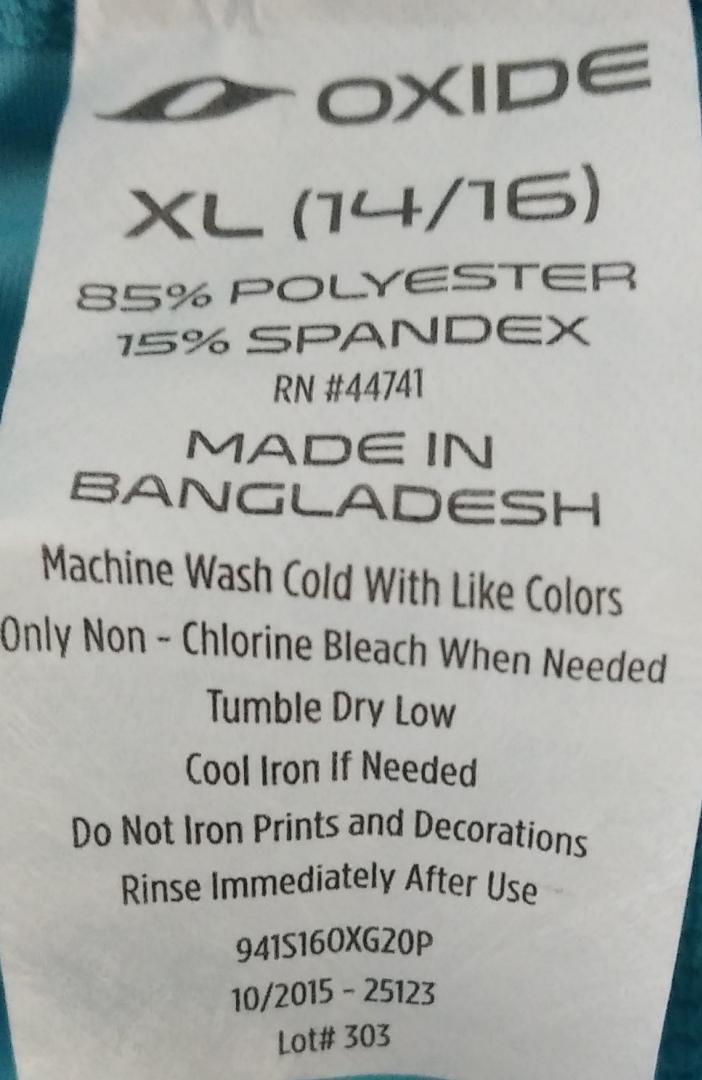 OXIDE
XL (14/16)
85% POLYESTER
15% SPANDEX
RN #44741
MADE IN
BANGLADESH
Machine Wash Cold With Like Colors
Only Non - Chlorine Bleach When Needed
Tumble Dry Low
Cool Iron If Needed
Do Not Iron Prints and Decorations
Rinse Immediately After Use
941S16OXG20P
10/2015 - 25123
Lot# 303